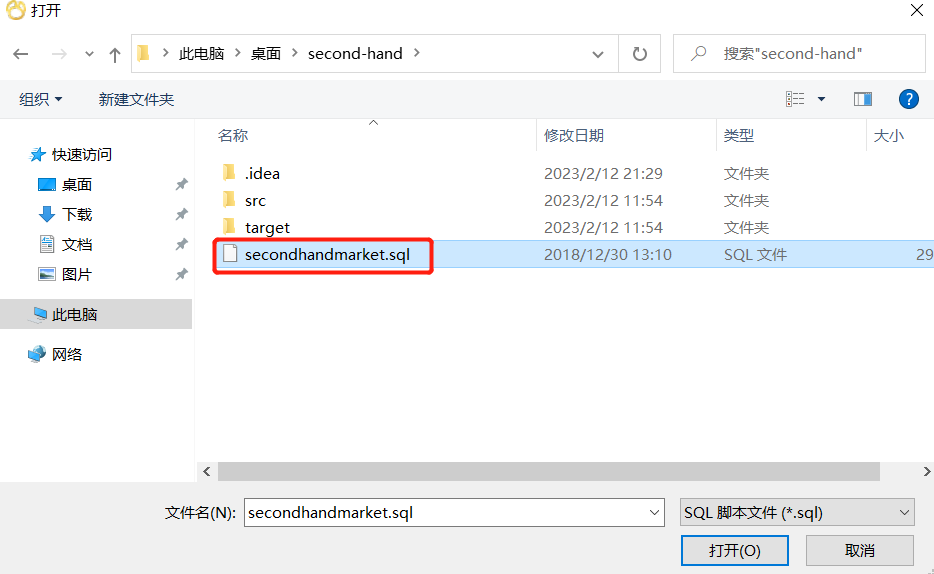 打开
此电脑 桌面 second-hand 搜索"second-hand"
组织 新建文件夹 ?
名称 修改日期 类型 大小
快速访问
桌面
下载
文档
图片
此电脑
网络
.idea 2023/2/12 21:29 文件夹
src 2023/2/12 11:54 文件夹
target 2023/2/12 11:54 文件夹
secondhandmarket.sql 2018/12/30 13:10 SQL 文件 29
文件名(N): secondhandmarket.sql SQL 脚本文件 (*.sql)
打开(O) 取消